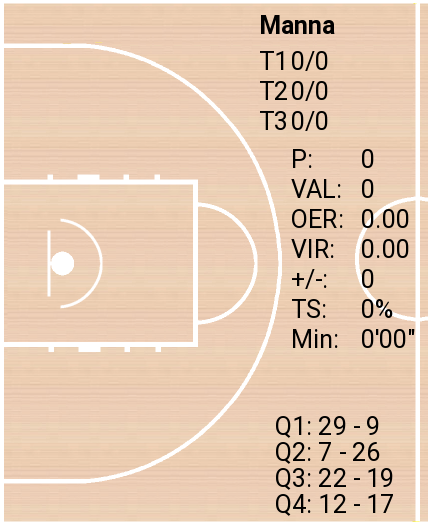 Manna
T1 0/0
T2 0/0
T3 0/0
P: 0
VAL: 0
OER: 0.00
VIR: 0.00
+/-: 0
TS: 0%
Min: 0'00"
Q1: 29 - 9
Q2: 7 - 26
Q3: 22 - 19
Q4: 12 - 17